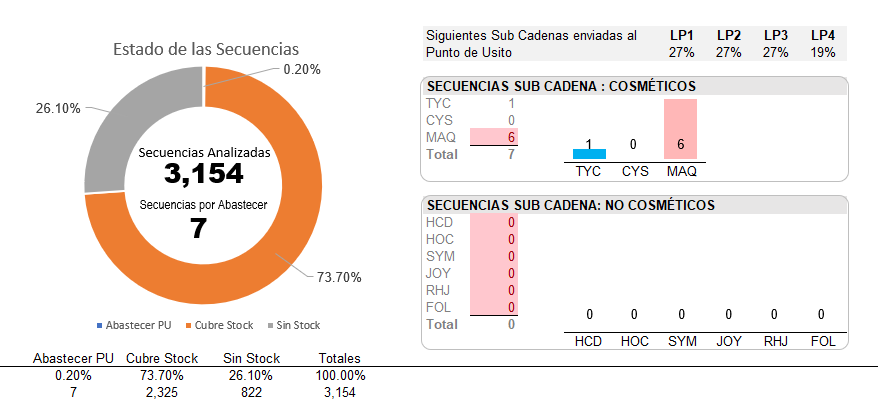 Estado de las Secuencias
0.20%
26.10%
Secuencias Analizadas
3,154
Secuencias por Abastecer
7
73.70%
Abastecer PU Cubre Stock Sin Stock
Abastecer PU Cubre Stock Sin Stock Totales
0.20% 73.70% 26.10% 100.00%
7 2,325 822 3,154
Siguientes Sub Cadenas enviadas al LP1 LP2 LP3 LP4
Punto de Usito 27% 27% 27% 19%
SECUENCIAS SUB CADENA : COSMÉTICOS
TYC 1
CYS 0
MAQ 6
Total 7
1 0 6
TYC CYS MAQ
SECUENCIAS SUB CADENA: NO COSMÉTICOS
HCD 0
HOC 0
SYM 0
JOY 0
RHJ 0
FOL 0
Total 0
0 0 0 0 0 0
HCD HOC SYM JOY RHJ FOL